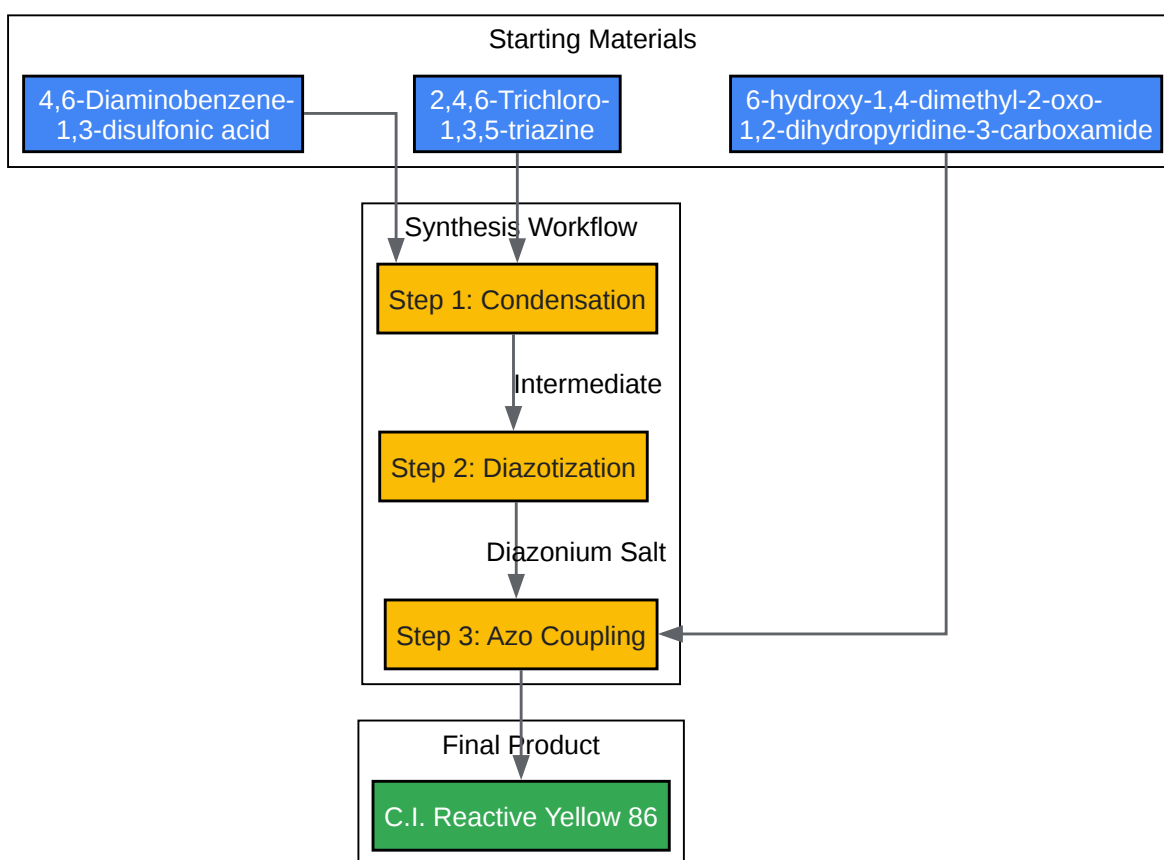 Starting Materials
4,6-Diaminobenzene-
1,3-disulfonic acid
2,4,6-Trichloro-
1,3,5-triazine
6-hydroxy-1,4-dimethyl-2-oxo-
1,2-dihydropyridine-3-carboxamide
Synthesis Workflow
Step 1: Condensation
Intermediate
Step 2: Diazotization
Diazonium Salt
Step 3: Azo Coupling
Final Product
C.I. Reactive Yellow 86